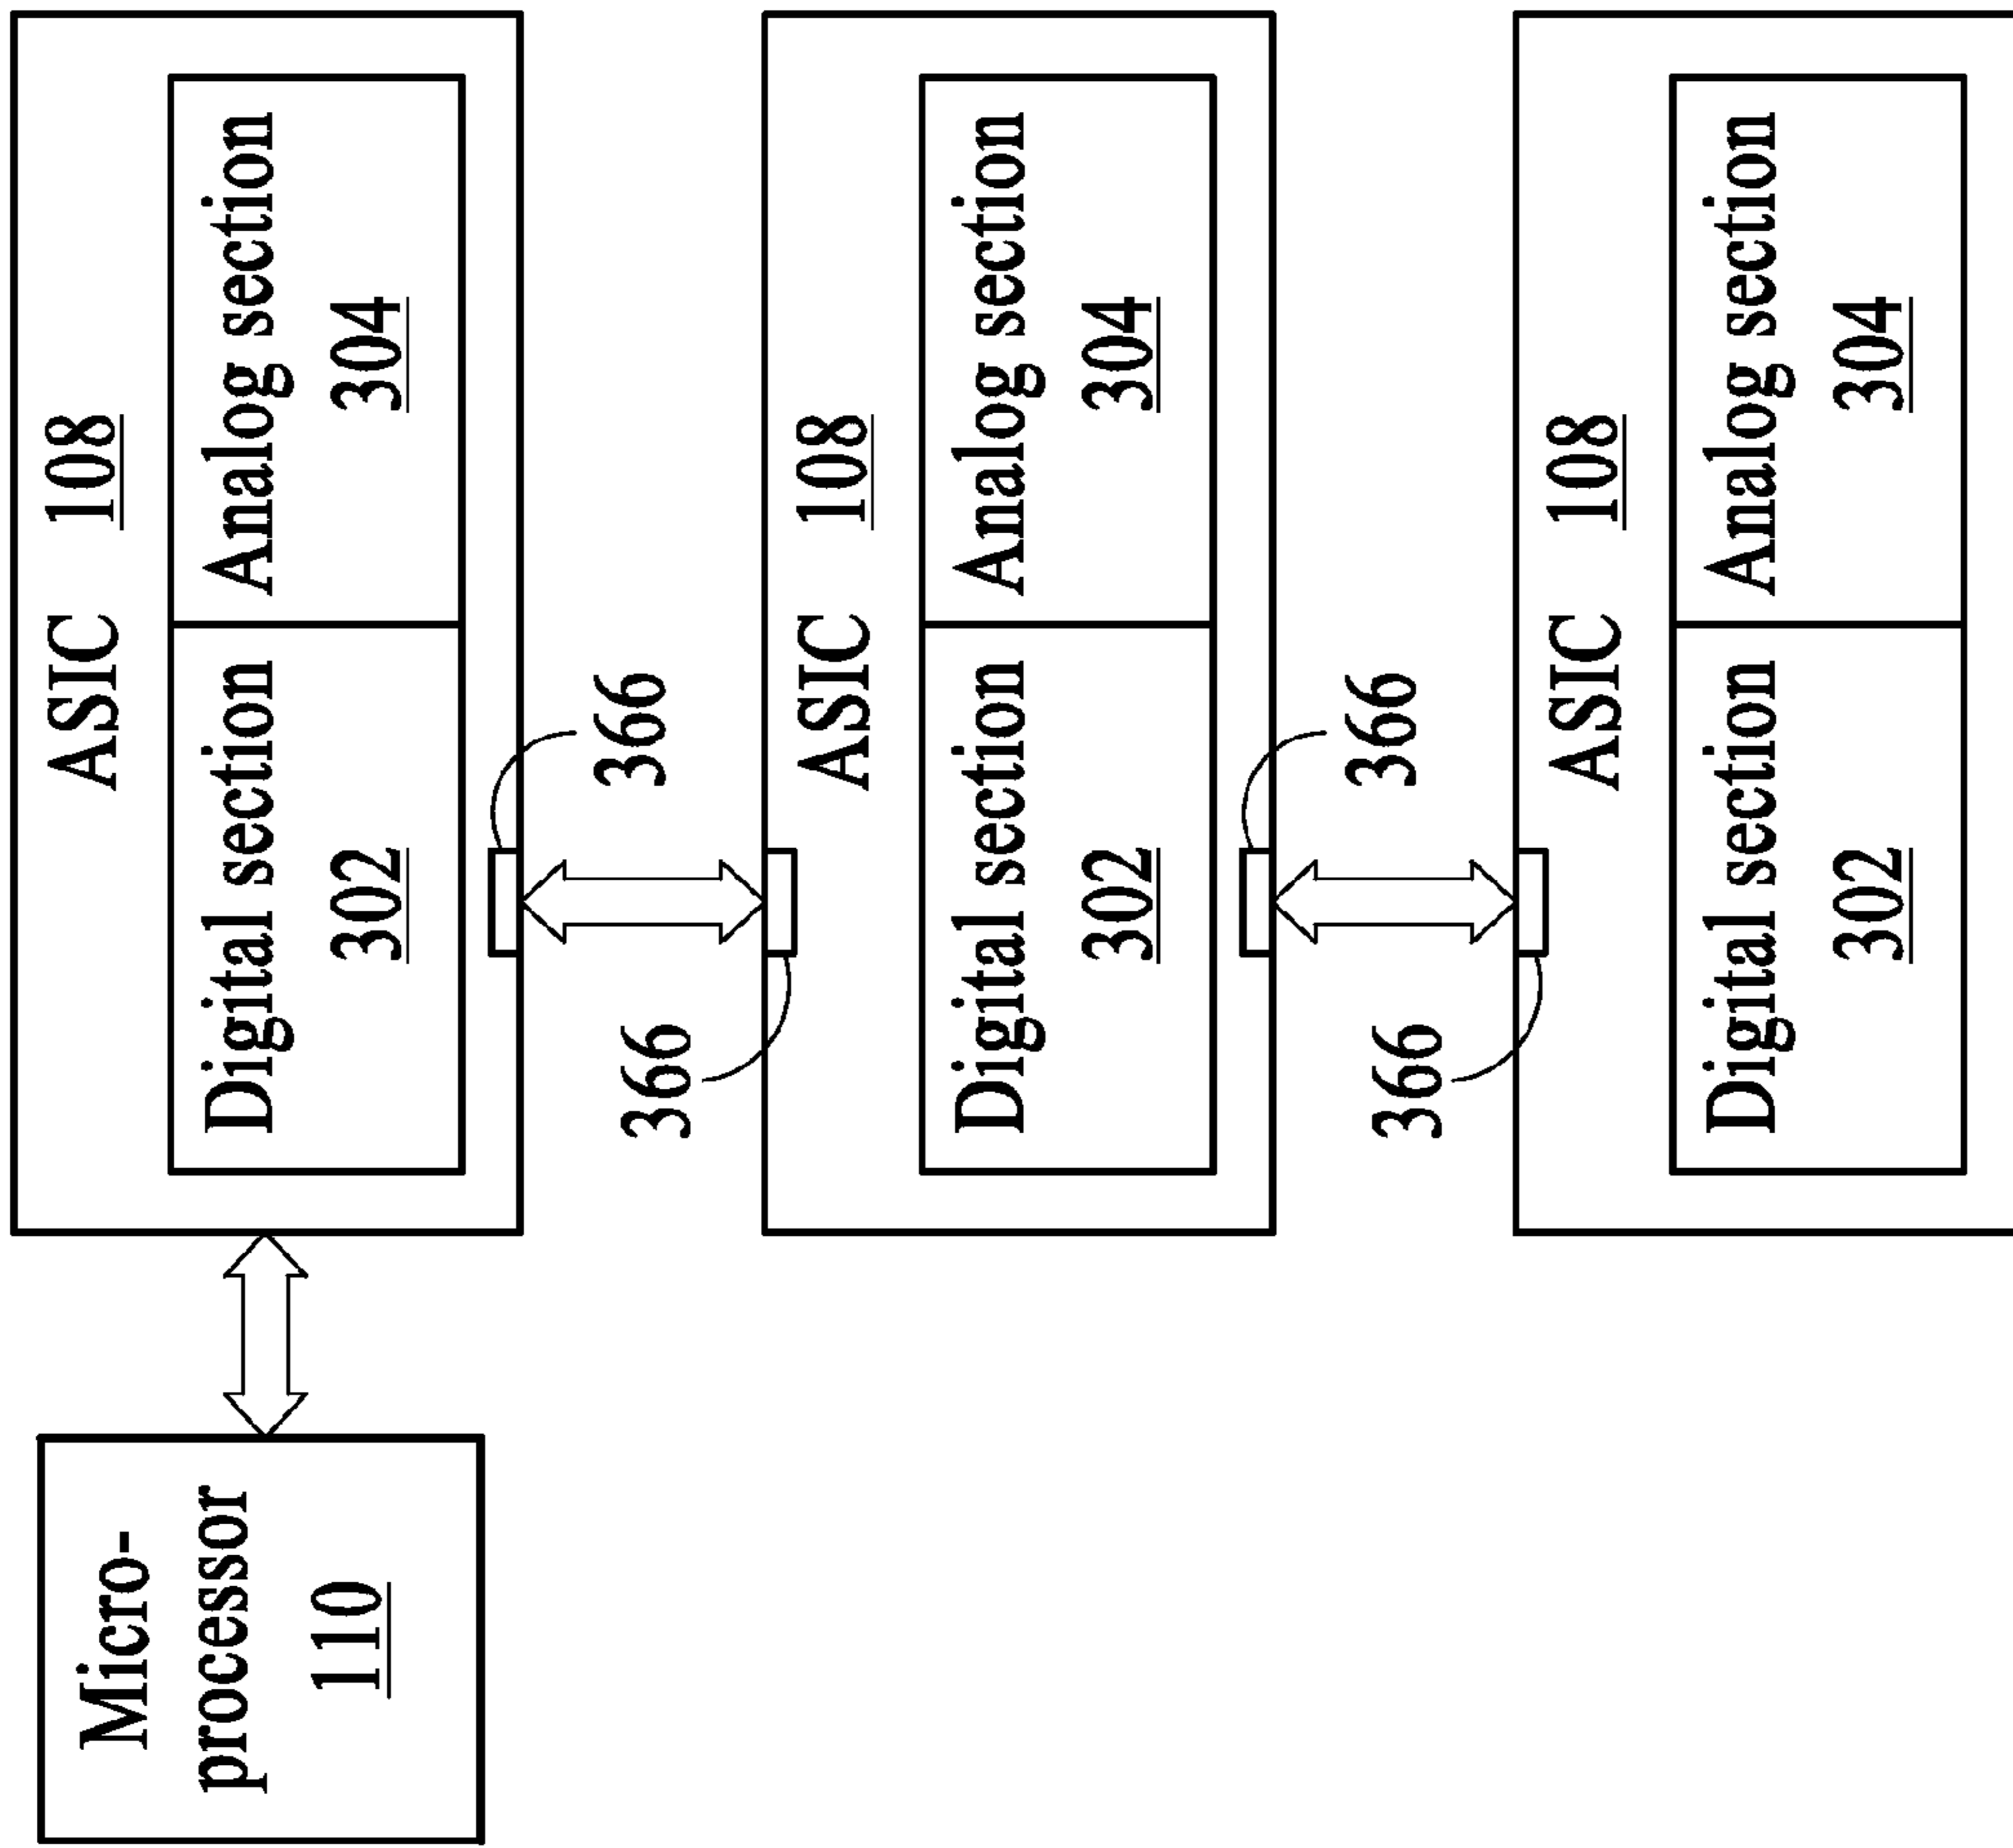 Micro-
processor
110
ASIC 108
Digital section
302
Analog section
304
366
366
ASIC 108
Digital section
302
Analog section
304
366
366
ASIC 108
Digital section
302
Analog section
304